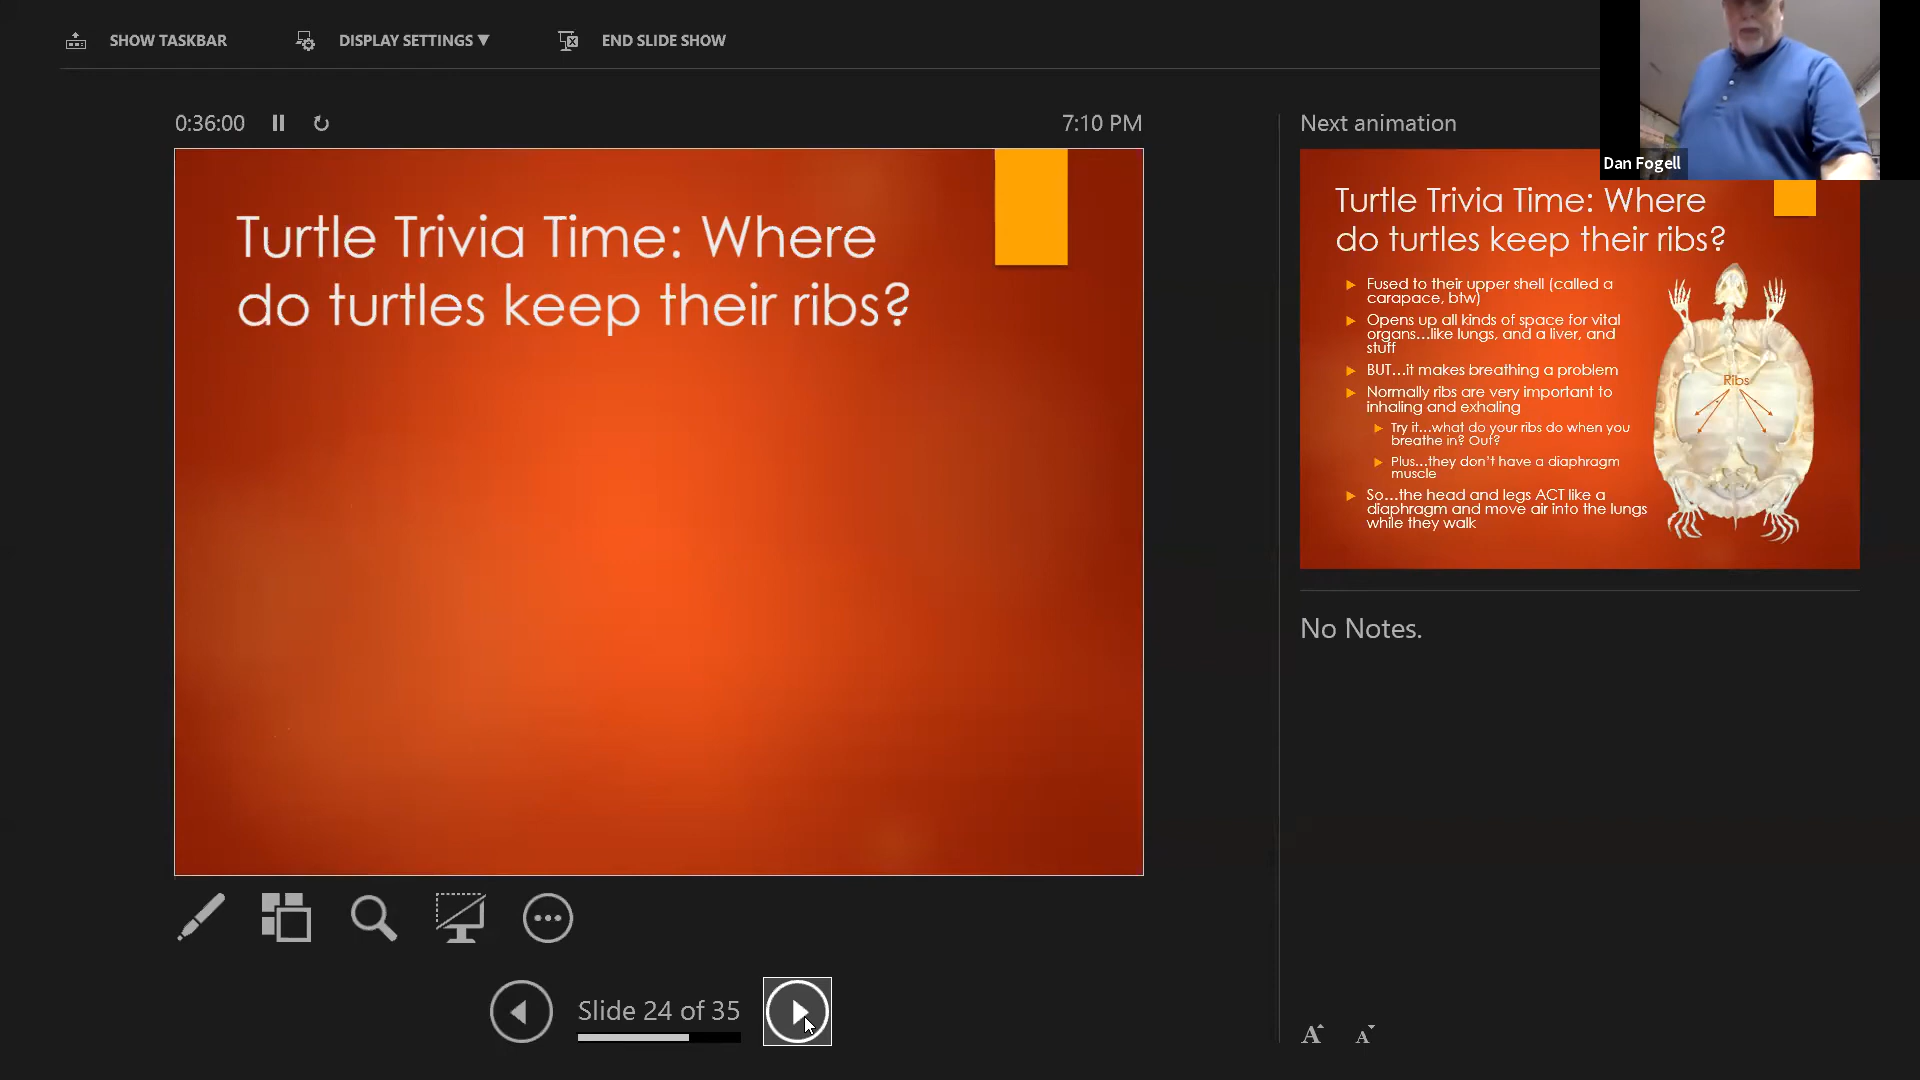 SHOW TASKBAR
DISPLAY SETTINGS ▼
END SLIDE SHOW
0:36:00
7:10 PM
Turtle Trivia Time: Where
do turtles keep their ribs?
Slide 24 of 35
Next animation
Dan Fogell
Turtle Trivia Time: Where
do turtles keep their ribs?
Fused to their upper shell (called a
carapace, btw)
Opens up all kinds of space for vital
organs...like lungs, and a liver, and
stuff
BUT...it makes breathing a problem
Normally ribs are very important to
inhaling and exhaling
Try it...what do your ribs do when you
breathe in? Out?
Plus...they don't have a diaphragm
muscle
So...the head and legs ACT like a
diaphragm and move air into the lungs
while they walk
Ribs
No Notes.
A A